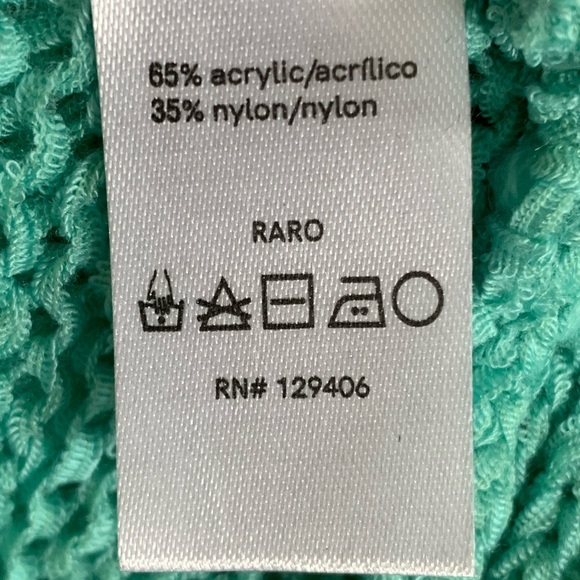 65% acrylic/acrílico
35% nylon/nylon
RARO
RN# 129406